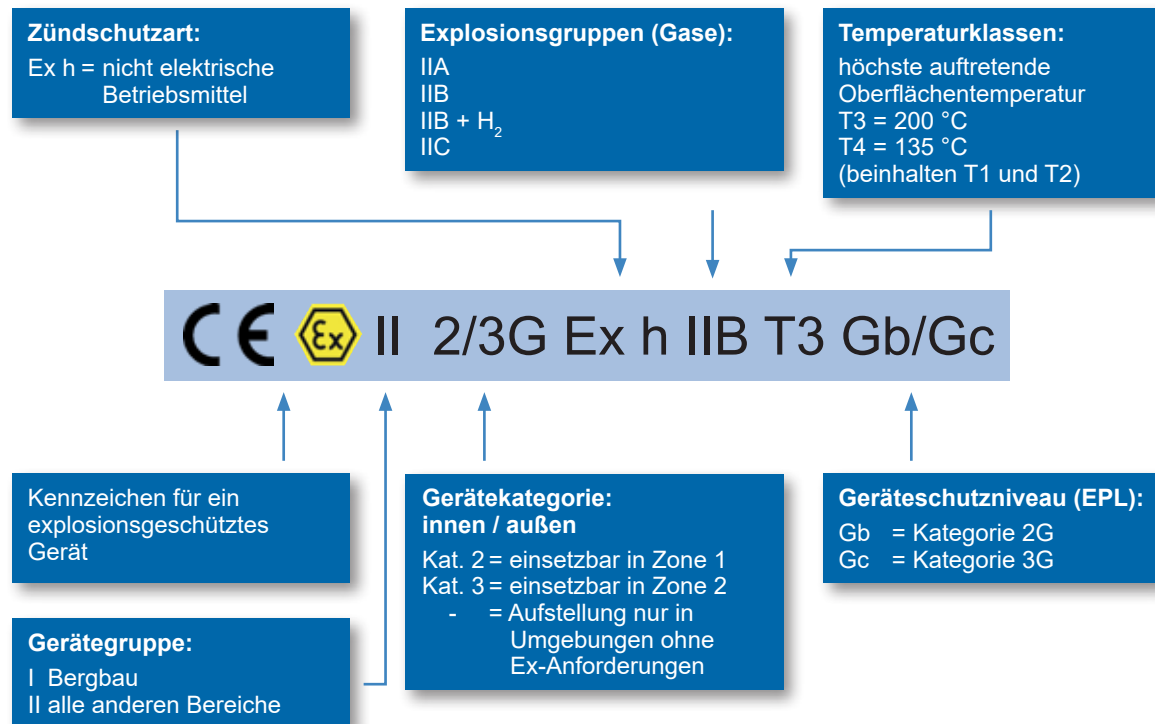 Zündschutzart:
Ex h = nicht elektrische
Betriebsmittel
Explosionsgruppen (Gase):
IIA
IIB
IIB + H₂
IIC
Temperaturklassen:
höchste auftretende
Oberflächentemperatur
T3 = 200 °C
T4 = 135 °C
(beinhalten T1 und T2)
CE Ex II 2/3G Ex h IIB T3 Gb/Gc
Kennzeichen für ein
explosionsgeschütztes
Gerät
Gerätegruppe:
I Bergbau
II alle anderen Bereiche
Gerätekategorie:
innen / außen
Kat. 2 = einsetzbar in Zone 1
Kat. 3 = einsetzbar in Zone 2
- = Aufstellung nur in
Umgebungen ohne
Ex-Anforderungen
Geräteschutzniveau (EPL):
Gb = Kategorie 2G
Gc = Kategorie 3G